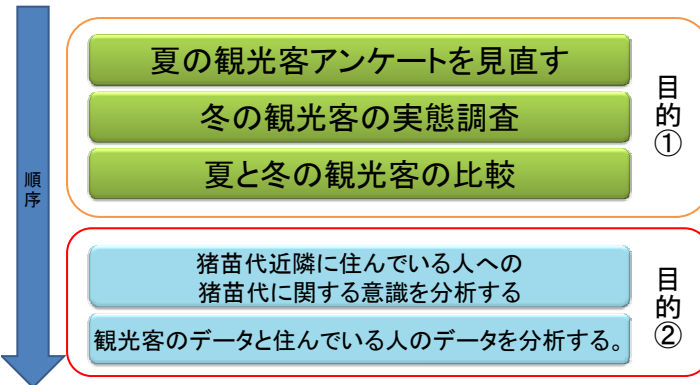 順序
夏の観光客アンケートを見直す
冬の観光客の実態調査
夏と冬の観光客の比較
目的①
猪苗代近隣に住んでいる人への
猪苗代に関する意識を分析する
観光客のデータと住んでいる人のデータを分析する。
目的②